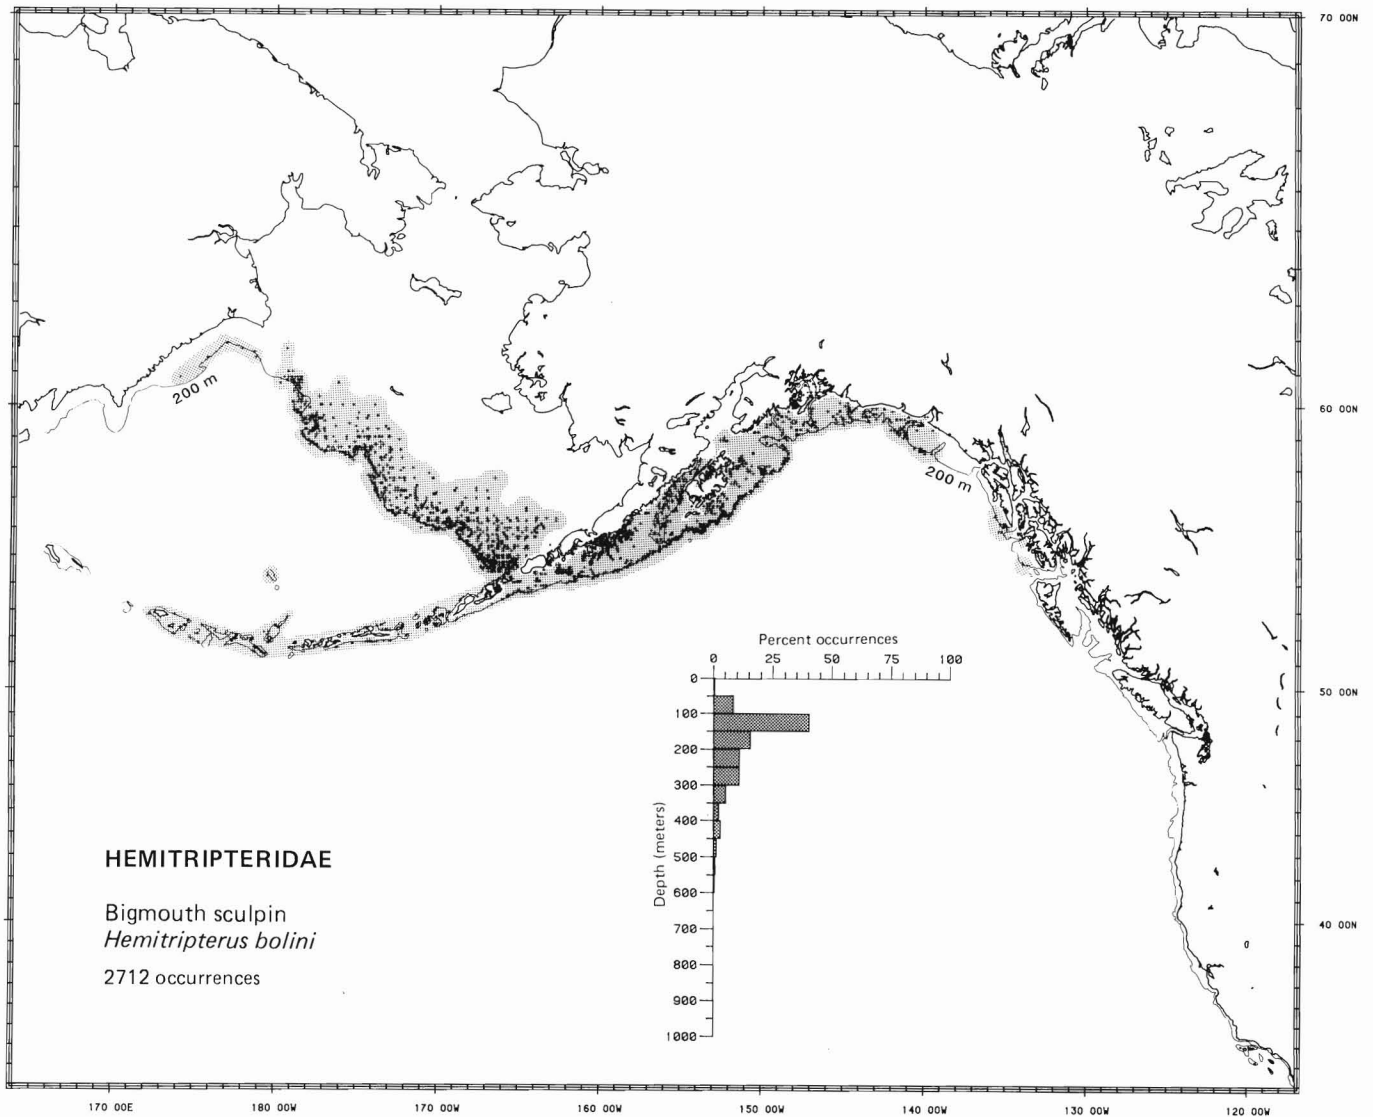 70 00N
200 m
60 00N
200 m
Percent occurrences
0 25 50 75 100
0
100
200
300
400
500
600
700
800
900
1000
Depth (meters)
50 00N
40 00N
HEMITRIPTERIDAE
Bigmouth sculpin
Hemitripterus bolini
2712 occurrences
170 00E 180 00W 170 00W 160 00W 150 00W 140 00W 130 00W 120 00W